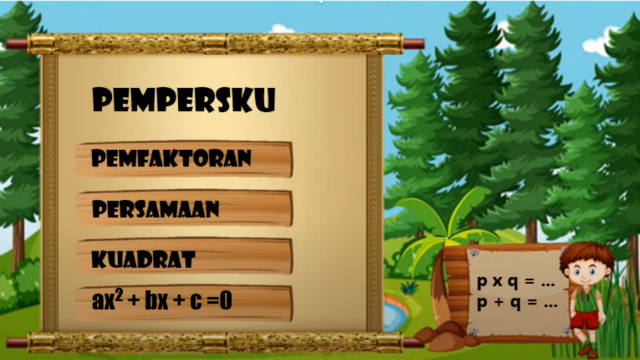 PEMPERSKU
PEMFAKTORAN
PERSAMAAN
KUADRAT
ax² + bx + c =0
p x q = ...
p + q = ...